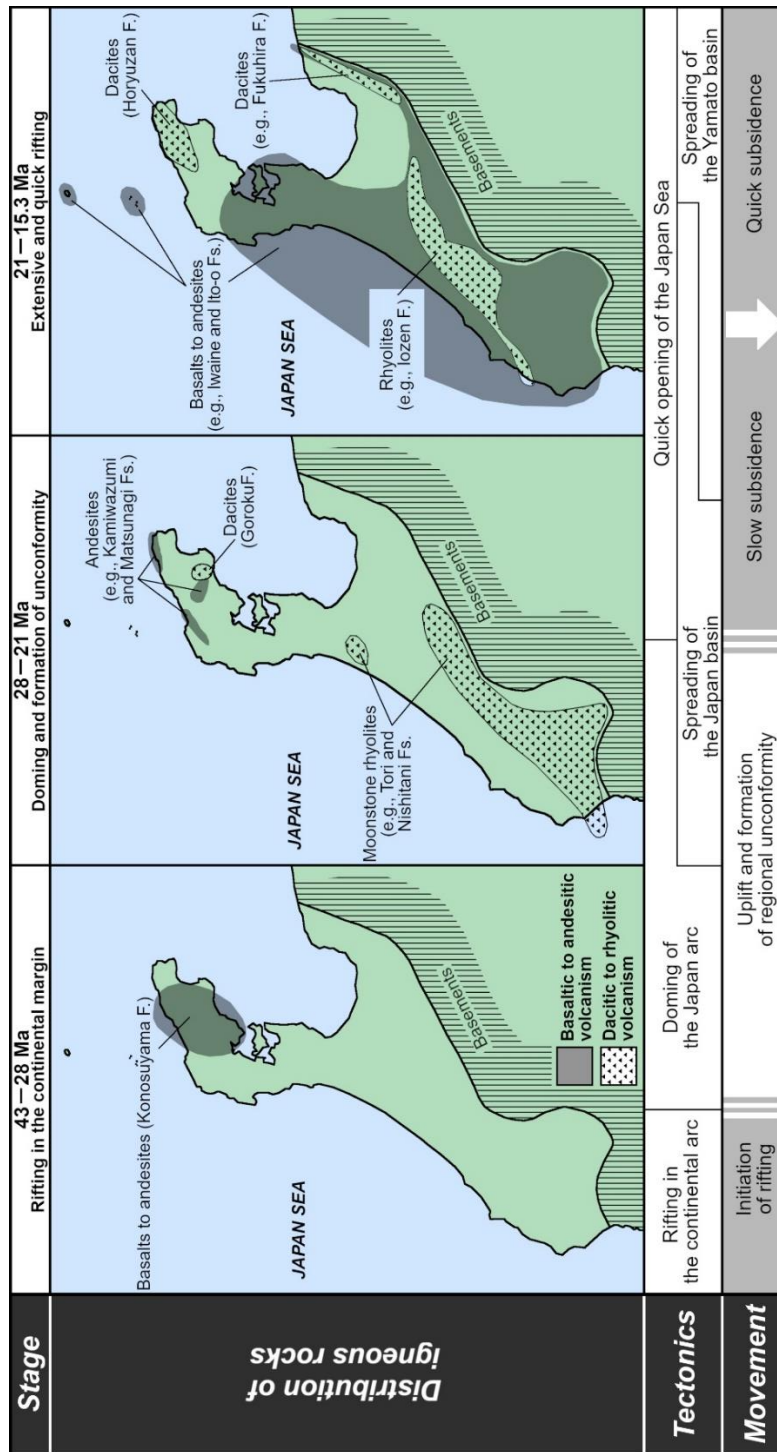 Stage
43—28 Ma
Rifting in the continental margin
28—21 Ma
Doming and formation of unconformity
21—15.3 Ma
Extensive and quick rifting
Distribution of
igneous rocks
Basalts to andesites (Konosuyama F.)
JAPAN SEA
Basements
Basaltic to andesitic
volcanism
Dacitic to rhyolitic
volcanism
Andesites
(e.g., Kamiwazumi
and Matsunagi Fs.)
Dacites
(GorokuF.)
JAPAN SEA
Moonstone rhyolites
(e.g., Tori and
Nishitani Fs.
Basements
Dacites
(Horyuzan F.)
Basalts to andesites
(e.g., Iwaine and Ito-o Fs.)
Dacites
(e.g., Fukuhira F.)
JAPAN SEA
Rhyolites
(e.g., Iozen F.)
Basements
Tectonics
Rifting in
the continental arc
Doming of
the Japan arc
Spreading of
the Japan basin
Quick opening of the Japan Sea
Spreading of
the Yamato basin
Movement
Initiation
of rifting
Uplift and formation
of regional unconformity
Slow subsidence
Quick subsidence